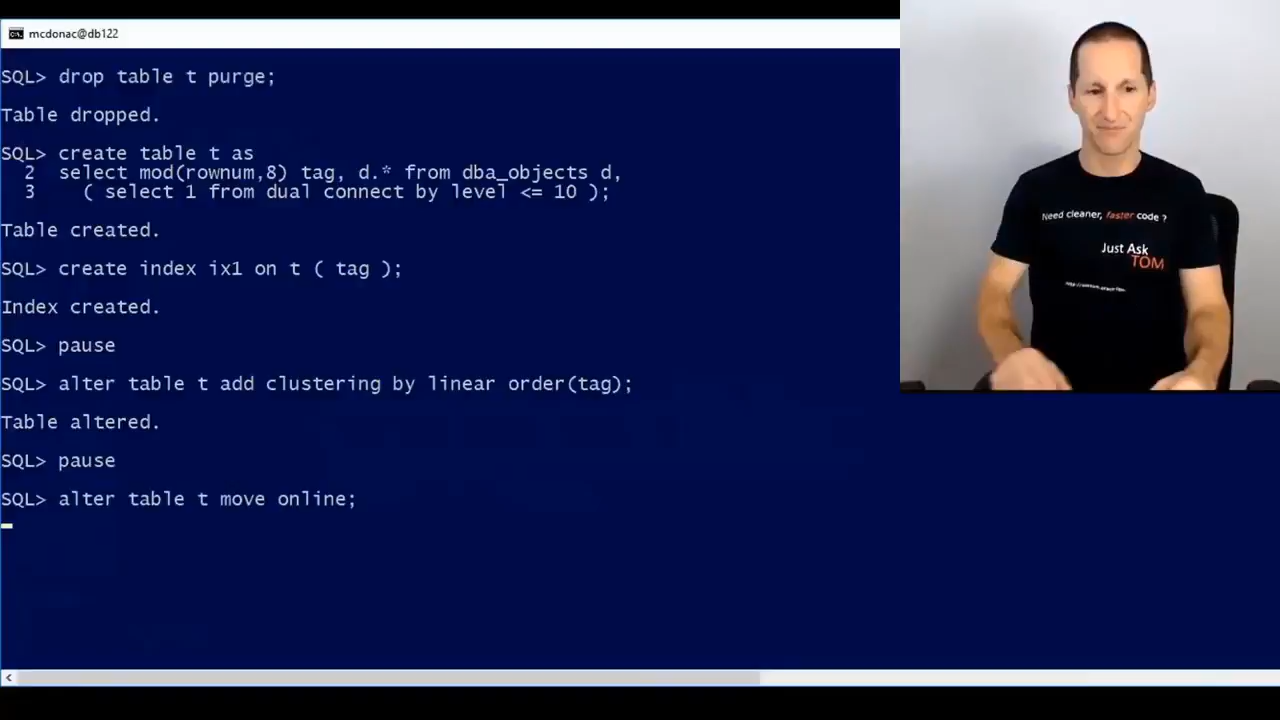 mcdonac@db122
SQL> drop table t purge;
Table dropped.
SQL> create table t as
2 select mod(rownum,8) tag, d.* from dba_objects d,
3 ( select 1 from dual connect by level <= 10 );
Table created.
SQL> create index ix1 on t ( tag );
Index created.
SQL> pause
SQL> alter table t add clustering by linear order(tag);
Table altered.
SQL> pause
SQL> alter table t move online;
Need cleaner, faster code ?
Just Ask
TOM